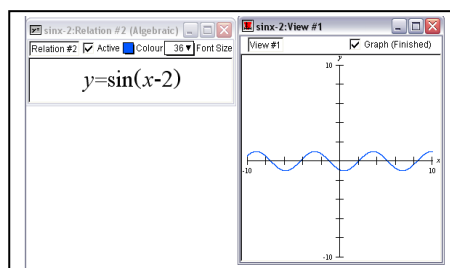 sinx-2:Relation #2 (Algebraic)
Relation #2 Active Colour 36 Font Size
y=sin(x-2)
sinx-2:View #1
View #1 Graph (Finished)
y
10
-10 10 x
-10